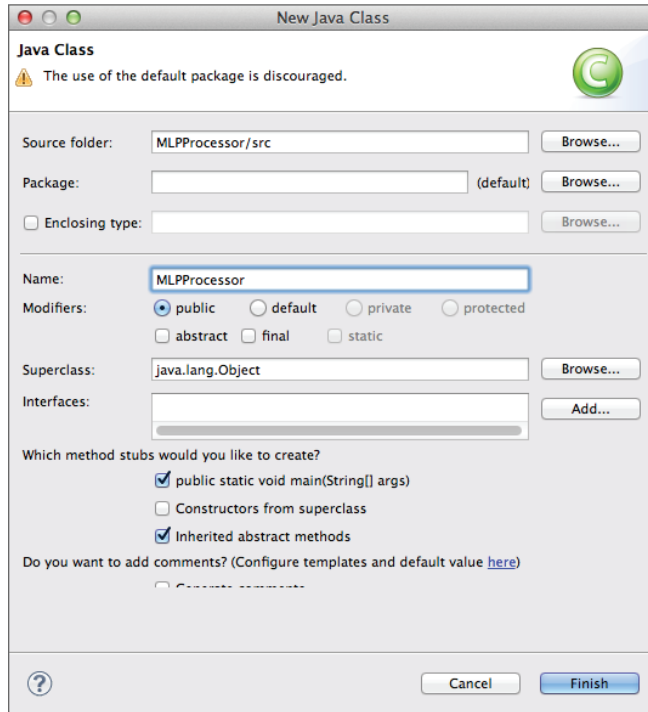 New Java Class
Java Class
The use of the default package is discouraged.
Source folder: MLPProcessor/src Browse...
Package: (default) Browse...
Enclosing type: Browse...
Name: MLPProcessor
Modifiers: public default private protected
abstract final static
Superclass: java.lang.Object Browse...
Interfaces: Add...
Which method stubs would you like to create?
public static void main(String[] args)
Constructors from superclass
Inherited abstract methods
Do you want to add comments? (Configure templates and default value here)
Generate comments
? Cancel Finish